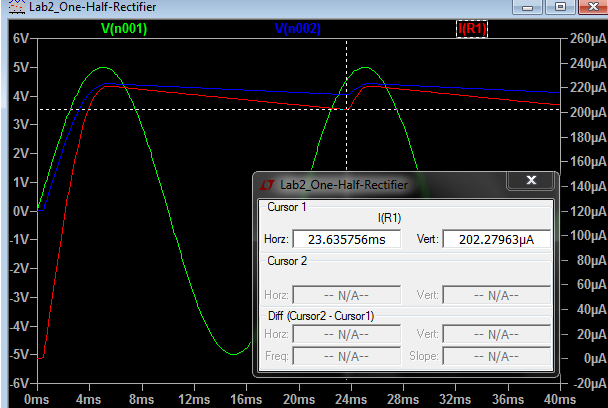 Lab2_One-Half-Rectifier
V(n001) V(n002) I(R1)
6V
5V
4V
3V
2V
1V
0V
-1V
-2V
-3V
-4V
-5V
-6V
260µA
240µA
220µA
200µA
180µA
160µA
140µA
120µA
100µA
80µA
60µA
40µA
20µA
0µA
-20µA
0ms 4ms 8ms 12ms 16ms 20ms 24ms 28ms 32ms 36ms 40ms
Lab2_One-Half-Rectifier
Cursor 1
I(R1)
Horz: 23.635756ms Vert: 202.27963µA
Cursor 2
Horz: -- N/A-- Vert: -- N/A--
Diff (Cursor2 - Cursor1)
Horz: -- N/A-- Vert: -- N/A--
Freq: -- N/A-- Slope: -- N/A--